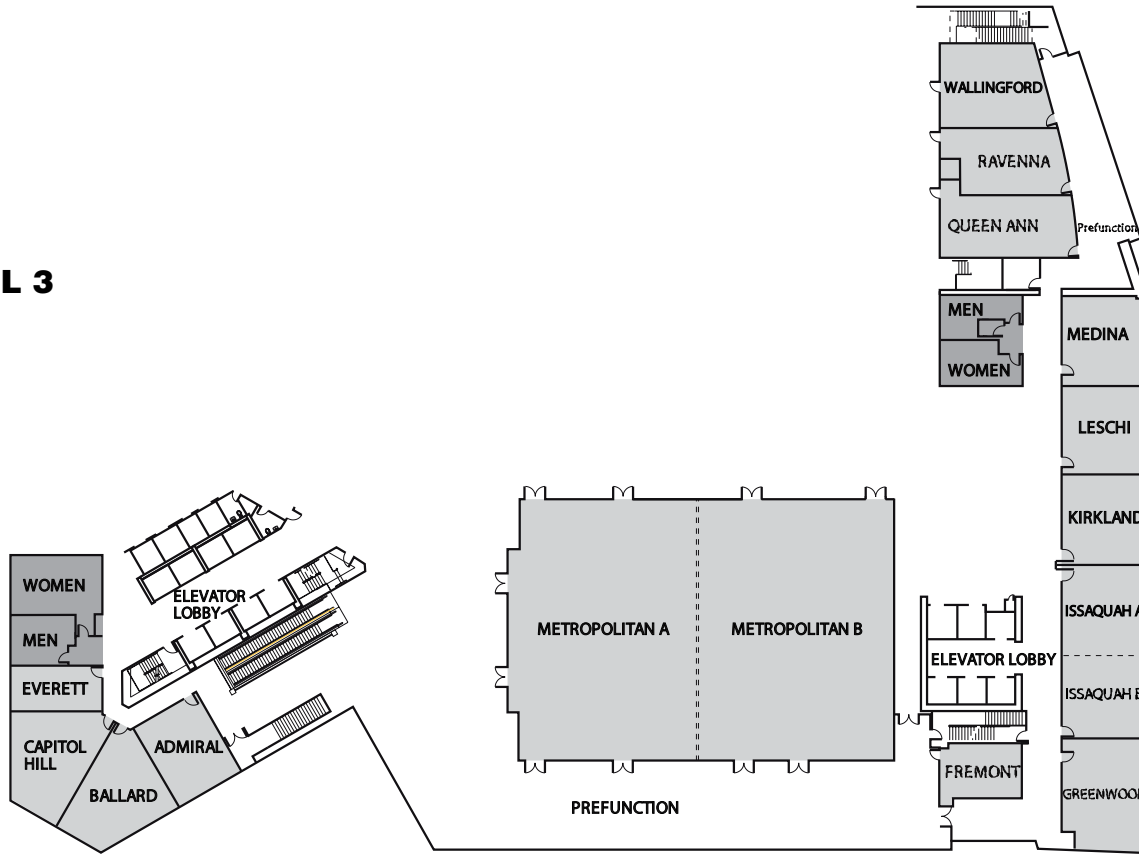 WALLINGFORD
RAVENNA
QUEEN ANN
Prefunction
L 3
MEN
WOMEN
MEDINA
LESCHI
KIRKLAND
ISSAQUAH A
ISSAQUAH B
GREENWOOD
WOMEN
MEN
EVERETT
CAPITOL
HILL
BALLARD
ADMIRAL
ELEVATOR
LOBBY
METROPOLITAN A
METROPOLITAN B
ELEVATOR LOBBY
FREMONT
PREFUNCTION